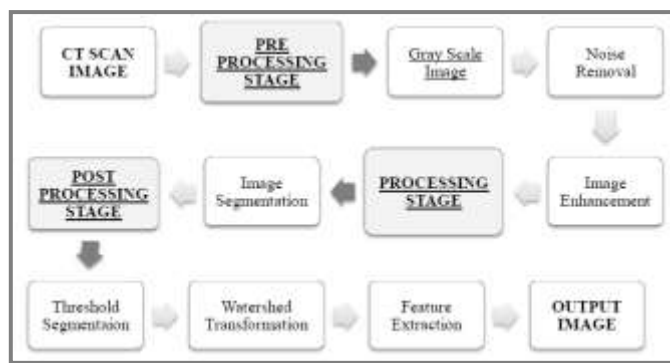 CT SCAN
IMAGE
PRE
PROCESSING
STAGE
Gray Scale
Image
Noise
Removal
Image
Enhancement
PROCESSING
STAGE
Image
Segmentation
POST
PROCESSING
STAGE
Threshold
Segmentaion
Watershed
Transformation
Feature
Extraction
OUTPUT
IMAGE